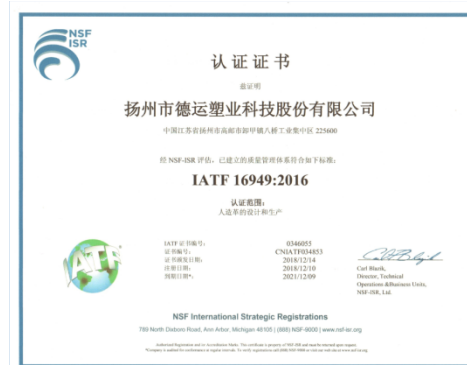 NSF
ISR
认证证书
兹证明
扬州市德运塑业科技股份有限公司
中国江苏省扬州市高邮市卸甲镇八桥工业集中区 225600
经 NSF-ISR 评估,已建立的质量管理体系符合如下标准:
IATF 16949:2016
认证范围:
人造革的设计和生产
IATF 证书编号: 0346055
证书编号: CNIATF034853
证书颁发日期: 2018/12/14
注册日期: 2018/12/10
到期日期*: 2021/12/09
IATF
Carl Blazik,
Director, Technical
Operations &Business Units,
NSF-ISR, Ltd.
NSF International Strategic Registrations
789 North Dixboro Road, Ann Arbor, Michigan 48105 | (888) NSF-9000 | www.nsf-isr.org